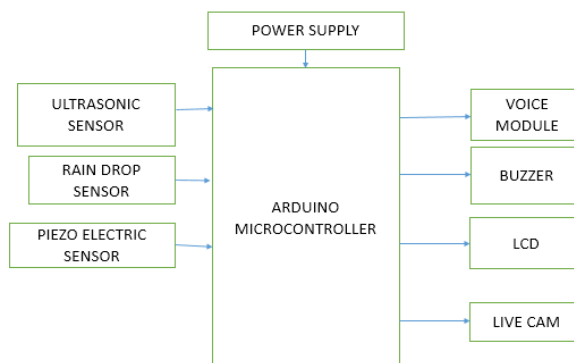 POWER SUPPLY
ULTRASONIC
SENSOR
RAIN DROP
SENSOR
PIEZO ELECTRIC
SENSOR
ARDUINO
MICROCONTROLLER
VOICE
MODULE
BUZZER
LCD
LIVE CAM